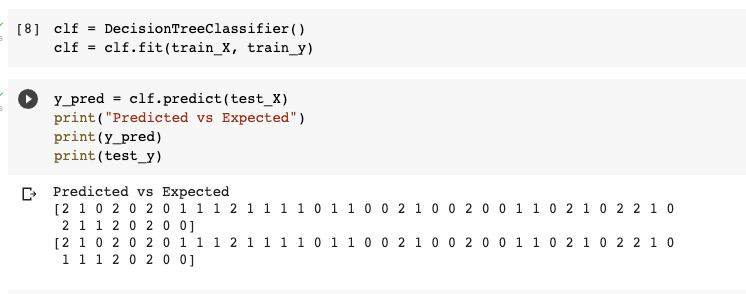 [8] clf = DecisionTreeClassifier()
clf = clf.fit(train_X, train_y)
y_pred = clf.predict(test_X)
print("Predicted vs Expected")
print(y_pred)
print(test_y)
Predicted vs Expected
[2 1 0 2 0 2 0 1 1 1 2 1 1 1 1 0 1 1 0 0 2 1 0 0 2 0 0 1 1 0 2 1 0 2 2 1 0
2 1 1 2 0 2 0 0]
[2 1 0 2 0 2 0 1 1 1 2 1 1 1 1 0 1 1 0 0 2 1 0 0 2 0 0 1 1 0 2 1 0 2 2 1 0
1 1 1 2 0 2 0 0]